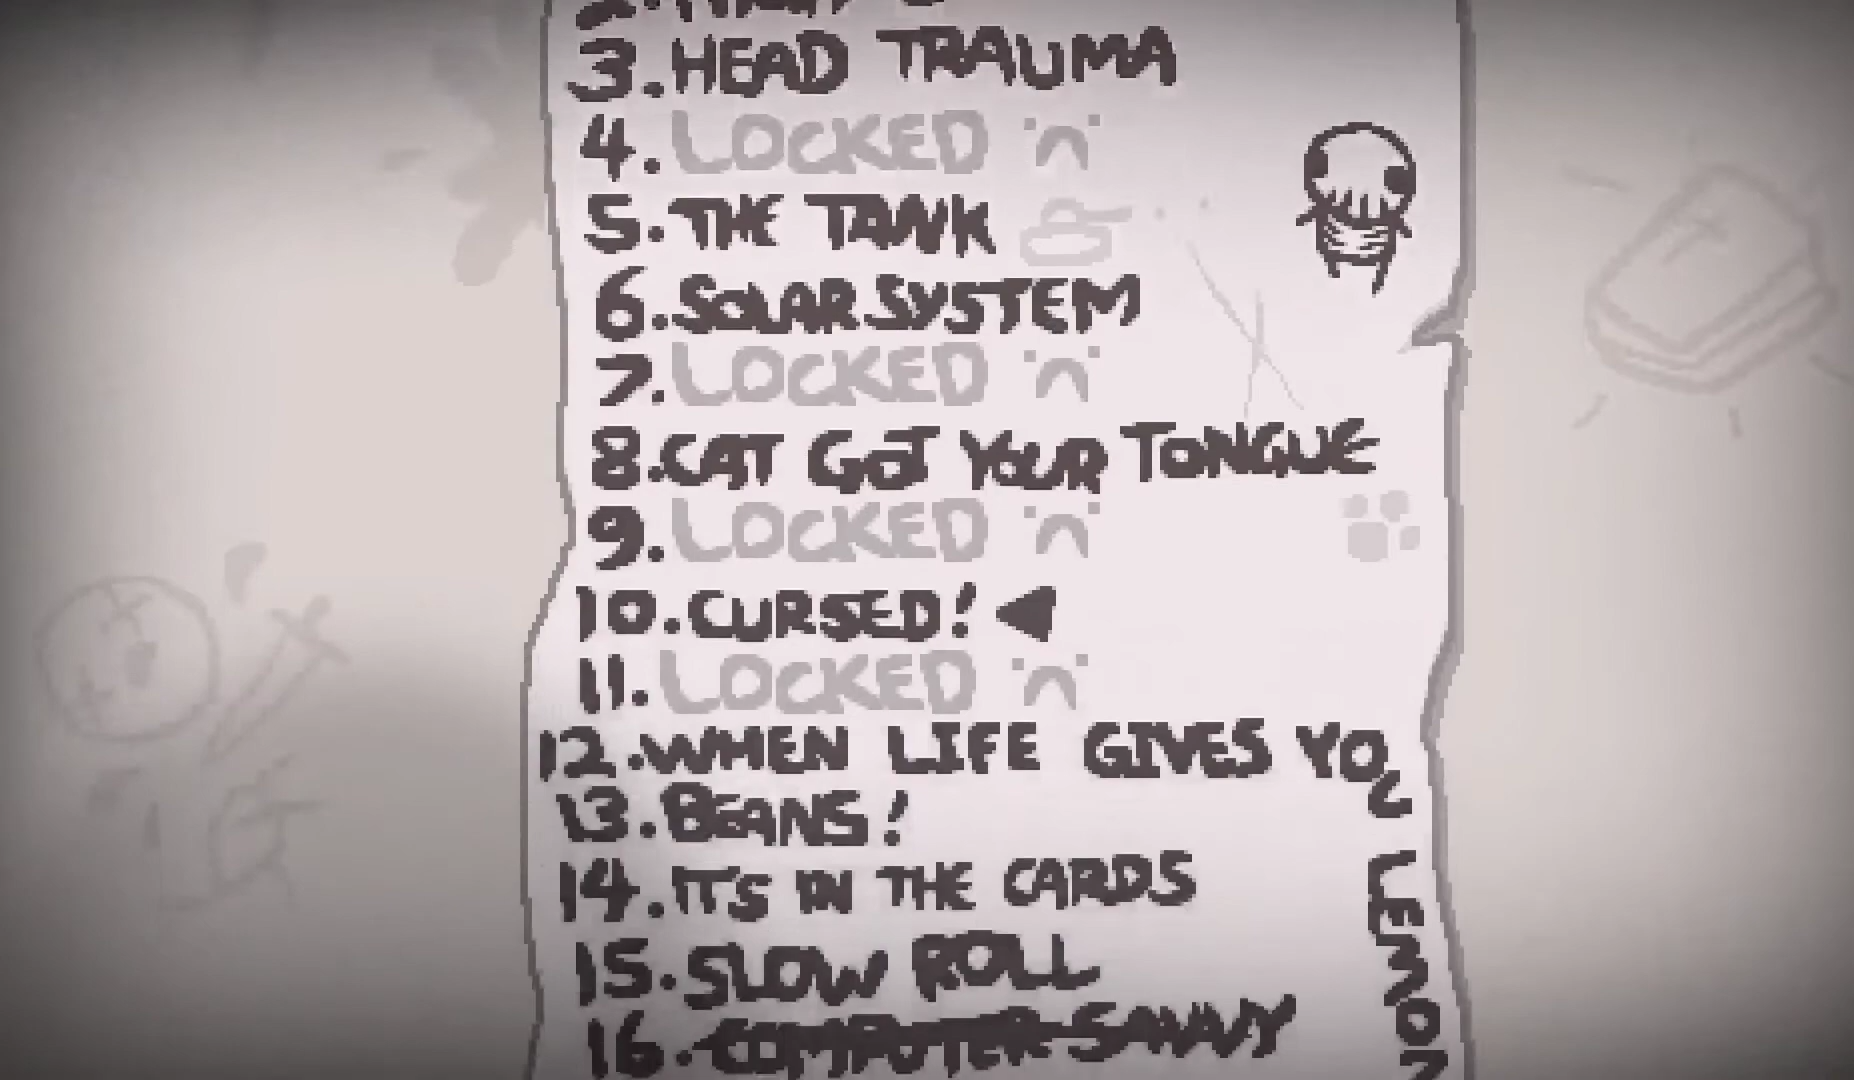 3. HEAD TRAUMA
4. LOCKED
5. THE TANK
6. SOLAR SYSTEM
7. LOCKED
8. CAT GOT YOUR TONGUE
9. LOCKED
10. CURSED!
11. LOCKED
12. WHEN LIFE GIVES YOU LEMON
13. BEANS!
14. IT'S IN THE CARDS
15. SLOW ROLL
16. COMPUTER SAVVY